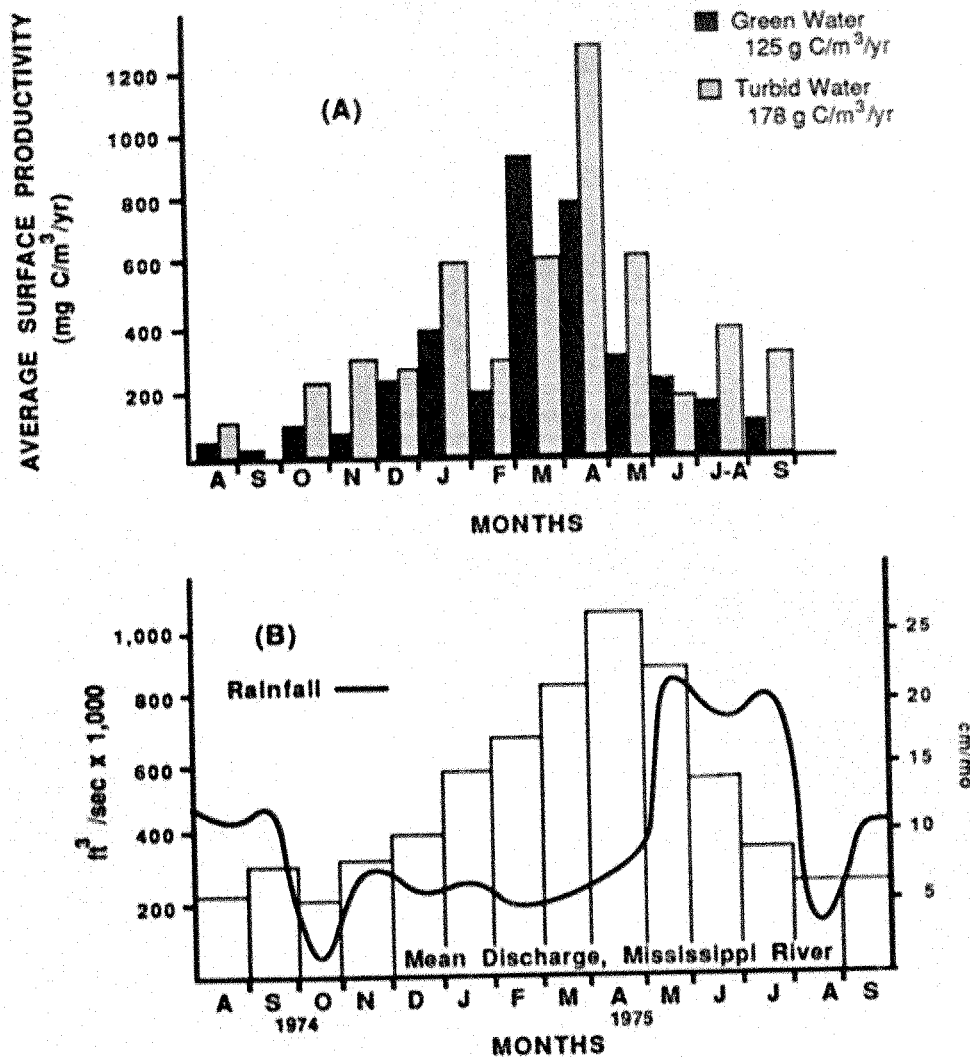 AVERAGE SURFACE PRODUCTIVITY
(mg C/m³/yr)
1200
1000
800
600
400
200
(A)
Green Water
125 g C/m³/yr
Turbid Water
178 g C/m³/yr
A S O N D J F M A M J J-A S
MONTHS
(B)
Rainfall
ft³ /sec x 1,000
1,000
800
600
400
200
25
20
15
10
5
cm/mo
Mean Discharge, Mississippi River
A S O N D J F M A M J J A S
1974 1975
MONTHS